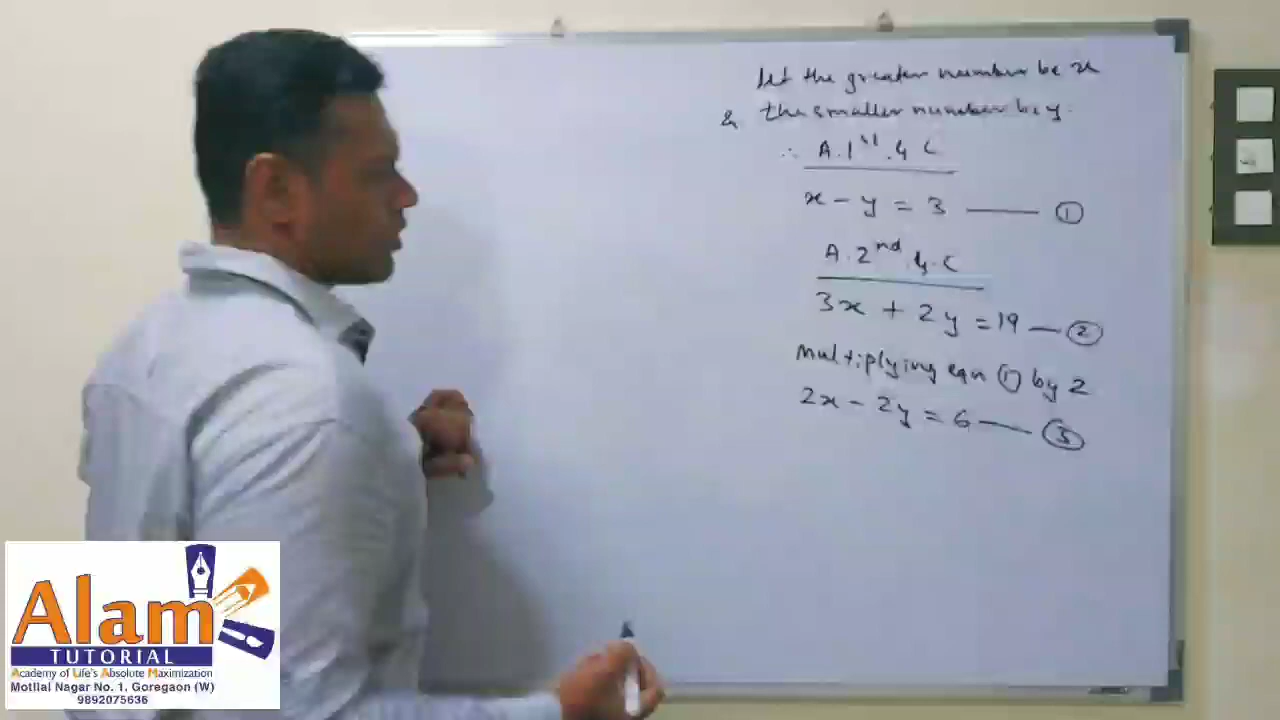 let the greater number be x
& the smaller number be y.
∴ A.1st.4 C
x - y = 3 —— ①
A.2nd.4.C
3x + 2y = 19 — ②
Multiplying eqn ① by 2
2x - 2y = 6 — ③
Alam
TUTORIAL
Academy of Life's Absolute Maximization
Motilal Nagar No. 1, Goregaon (W)
9892075636